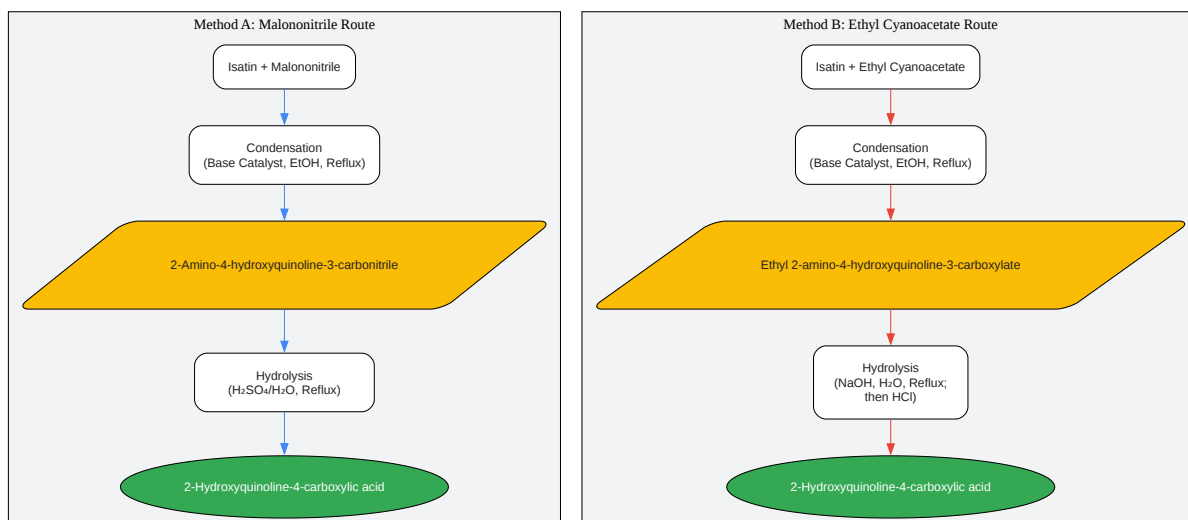 Method A: Malononitrile Route
Isatin + Malononitrile
Condensation
(Base Catalyst, EtOH, Reflux)
2-Amino-4-hydroxyquinoline-3-carbonitrile
Hydrolysis
(H₂SO₄/H₂O, Reflux)
2-Hydroxyquinoline-4-carboxylic acid
Method B: Ethyl Cyanoacetate Route
Isatin + Ethyl Cyanoacetate
Condensation
(Base Catalyst, EtOH, Reflux)
Ethyl 2-amino-4-hydroxyquinoline-3-carboxylate
Hydrolysis
(NaOH, H₂O, Reflux;
then HCl)
2-Hydroxyquinoline-4-carboxylic acid